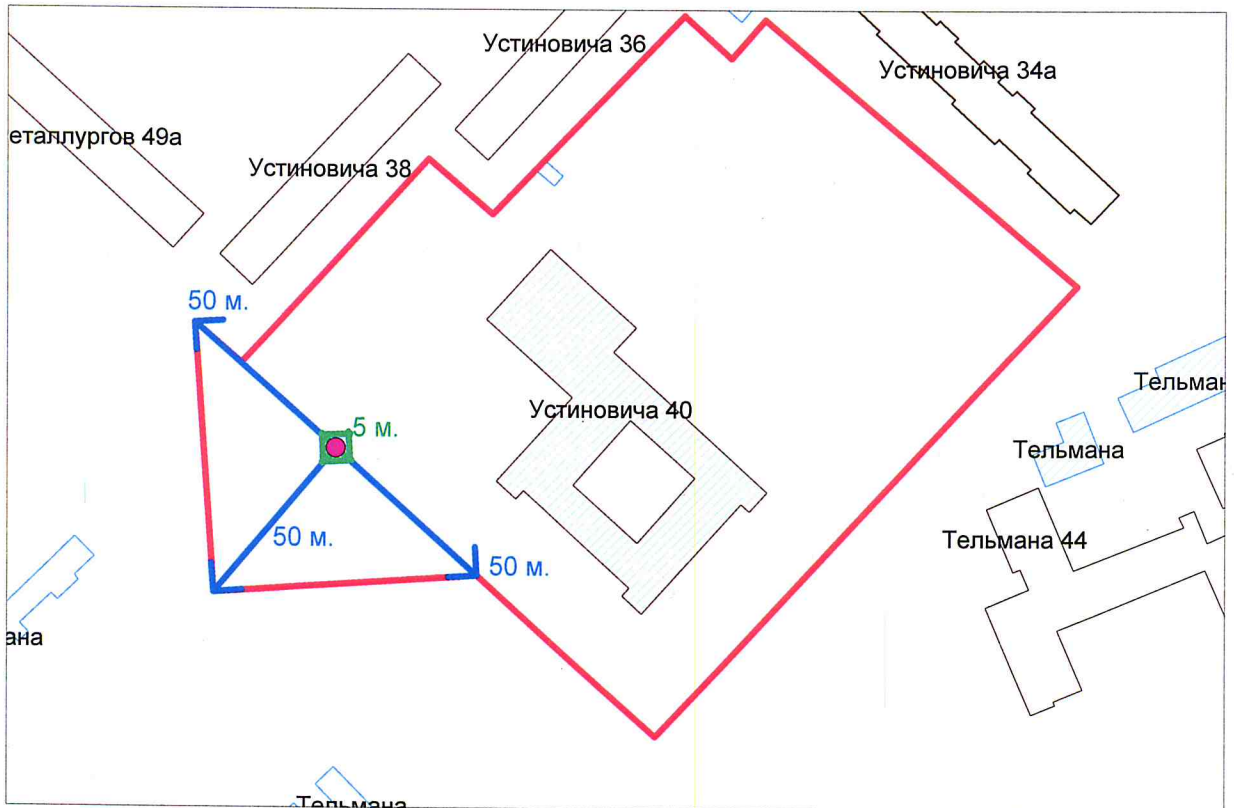 Устиновича 36
Устиновича 34а
еталлургов 49а
Устиновича 38
50 м.
Тельман
Устиновича 40
5 м.
Тельмана
50 м.
Тельмана 44
50 м.
ана
Тельмана